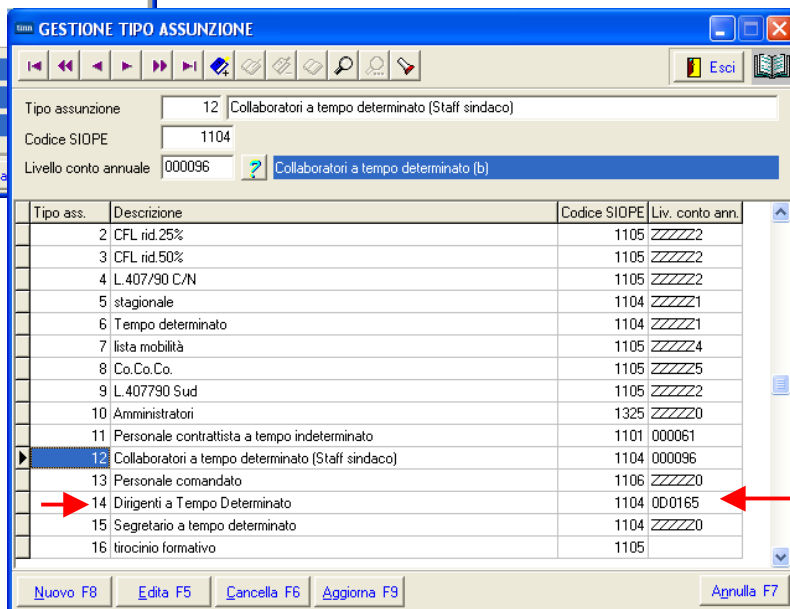 tinn GESTIONE TIPO ASSUNZIONE
Esci
Tipo assunzione 12 Collaboratori a tempo determinato (Staff sindaco)
Codice SIOPE 1104
Livello conto annuale 000096 ? Collaboratori a tempo determinato (b)
a
Tipo ass. Descrizione Codice SIOPE Liv. conto ann.
2 CFL rid.25% 1105 ZZZZZ2
3 CFL rid.50% 1105 ZZZZZ2
4 L.407/90 C/N 1105 ZZZZZ2
5 stagionale 1104 ZZZZZ1
6 Tempo determinato 1104 ZZZZZ1
7 lista mobilità 1105 ZZZZZ4
8 Co.Co.Co. 1105 ZZZZZ5
9 L.407790 Sud 1105 ZZZZZ2
10 Amministratori 1325 ZZZZZ0
11 Personale contrattista a tempo indeterminato 1101 000061
12 Collaboratori a tempo determinato (Staff sindaco) 1104 000096
13 Personale comandato 1106 ZZZZZ0
14 Dirigenti a Tempo Determinato 1104 0D0165
15 Segretario a tempo determinato 1104 ZZZZZ0
16 tirocinio formativo 1105
Nuovo F8 Edita F5 Cancella F6 Aggiorna F9 Annulla F7